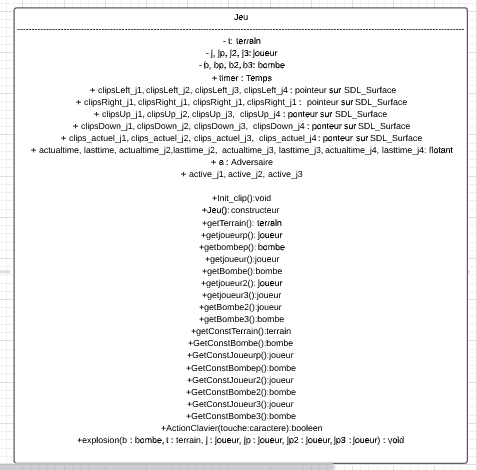 Jeu
- t: terrain
- j, jp, j2, j3: joueur
- b, bp, b2, b3: bombe
+ timer : Temps
+ clipsLeft_j1, clipsLeft_j2, clipsLeft_j3, clipsLeft_j4 : pointeur sur SDL_Surface
+ clipsRight_j1, clipsRight_j1, clipsRight_j1, clipsRight_j1 : pointeur sur SDL_Surface
+ clipsUp_j1, clipsUp_j2, clipsUp_j3, clipsUp_j4 : ponteur sur SDL_Surface
+ clipsDown_j1, clipsDown_j2, clipsDown_j3, clipsDown_j4 : ponteur sur SDL_Surface
+ clips_actuel_j1, clips_actuel_j2, clips_actuel_j3, clips_actuel_j4: ponteur sur SDL_Surface
+ actualtime, lasttime, actualtime_j2,lasttime_j2, actualtime_j3, lasttime_j3, actualtime_j4, lasttime_j4: flotant
+ a : Adversaire
+ active_j1, active_j2, active_j3
+Init_clip():void
+Jeu(): constructeur
+getTerrain(): terrain
+getjoueurp(): joueur
+getbombep(): bombe
+getjoueur():joueur
+getBombe():bombe
+getjoueur2(): joueur
+getjoueur3():joueur
+getBombe2():bombe
+getBombe3():bombe
+getConstTerrain():terrain
+GetConstBombe():bombe
+GetConstJoueurp():joueur
+GetConstBombep():bombe
+GetConstJoueur2():joueur
+GetConstBombe2():bombe
+GetConstJoueur3():joueur
+GetConstBombe3():bombe
+ActionClavier(touche:caractere):booleen
+explosion(b : bombe, t : terrain, j : joueur, jp : joueur, jp2 : joueur,jp3 : joueur) : void